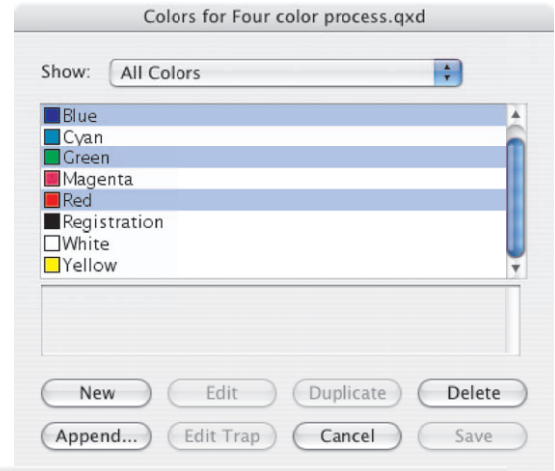 Colors for Four color process.qxd
Show: All Colors
Blue
Cyan
Green
Magenta
Red
Registration
White
Yellow
New Edit Duplicate Delete
Append... Edit Trap Cancel Save